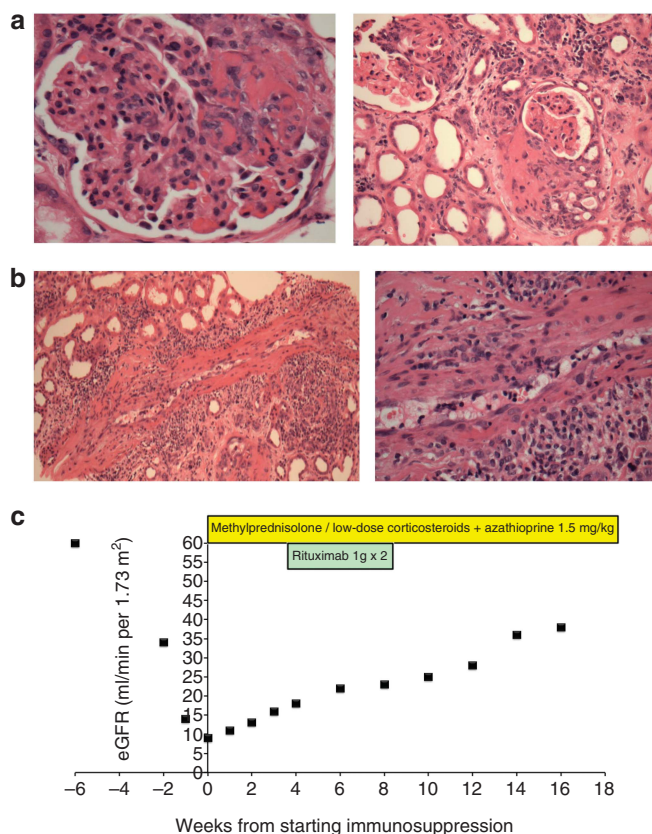 a
b
c
Methylprednisolone / low-dose corticosteroids + azathioprine 1.5 mg/kg
Rituximab 1g x 2
eGFR (ml/min per 1.73 m²)
60
55
50
45
40
35
30
25
20
15
10
5
0
–6 –4 –2 0 2 4 6 8 10 12 14 16 18
Weeks from starting immunosuppression